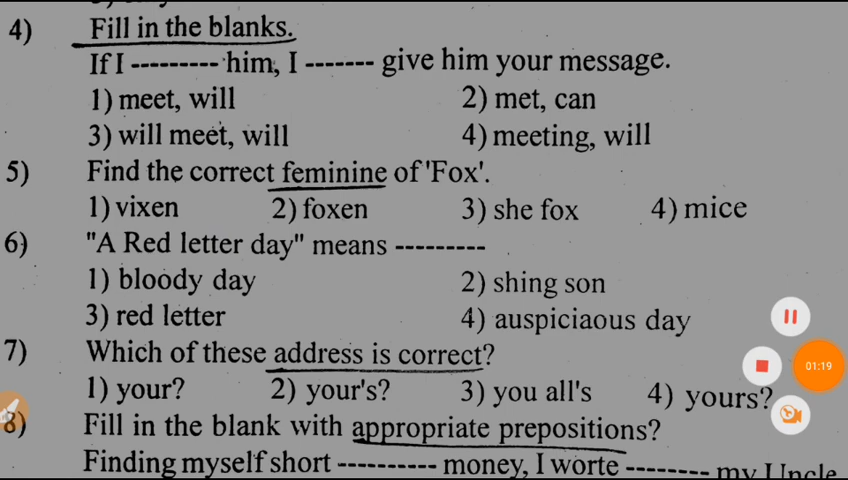 4) Fill in the blanks.
If I --------- him, I ------- give him your message.
1) meet, will 2) met, can
3) will meet, will 4) meeting, will
5) Find the correct feminine of 'Fox'.
1) vixen 2) foxen 3) she fox 4) mice
6) "A Red letter day" means ---------
1) bloody day 2) shing son
3) red letter 4) auspiciaous day
7) Which of these address is correct?
1) your? 2) your's? 3) you all's 4) yours?
8) Fill in the blank with appropriate prepositions?
Finding myself short ---------- money, I worte -------- my Uncle
01:19